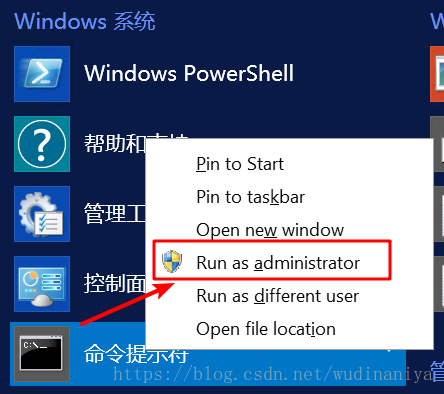 Windows 系统
W
Windows PowerShell
帮助和支持
Pin to Start
Pin to taskbar
管理工
Open new window
Run as administrator
控制面
Run as different user
Open file location
命令提示符
管
https://blog.csdn.net/wudinaniya